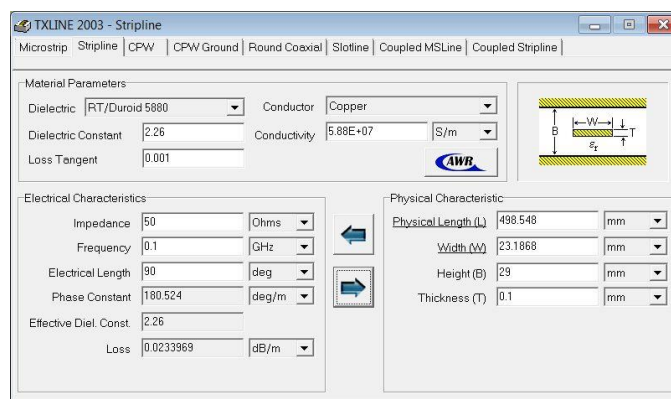 TXLINE 2003 - Stripline
Microstrip Stripline CPW CPW Ground Round Coaxial Slotline Coupled MSLine Coupled Stripline
Material Parameters
Dielectric RT/Duroid 5880 Conductor Copper
Dielectric Constant 2.26 Conductivity 5.88E+07 S/m
Loss Tangent 0.001 AWR
B W T
εr
Electrical Characteristics
Impedance 50 Ohms
Frequency 0.1 GHz
Electrical Length 90 deg
Phase Constant 180.524 deg/m
Effective Diel. Const. 2.26
Loss 0.0233969 dB/m
Physical Characteristic
Physical Length (L) 498.548 mm
Width (W) 23.1868 mm
Height (B) 29 mm
Thickness (T) 0.1 mm